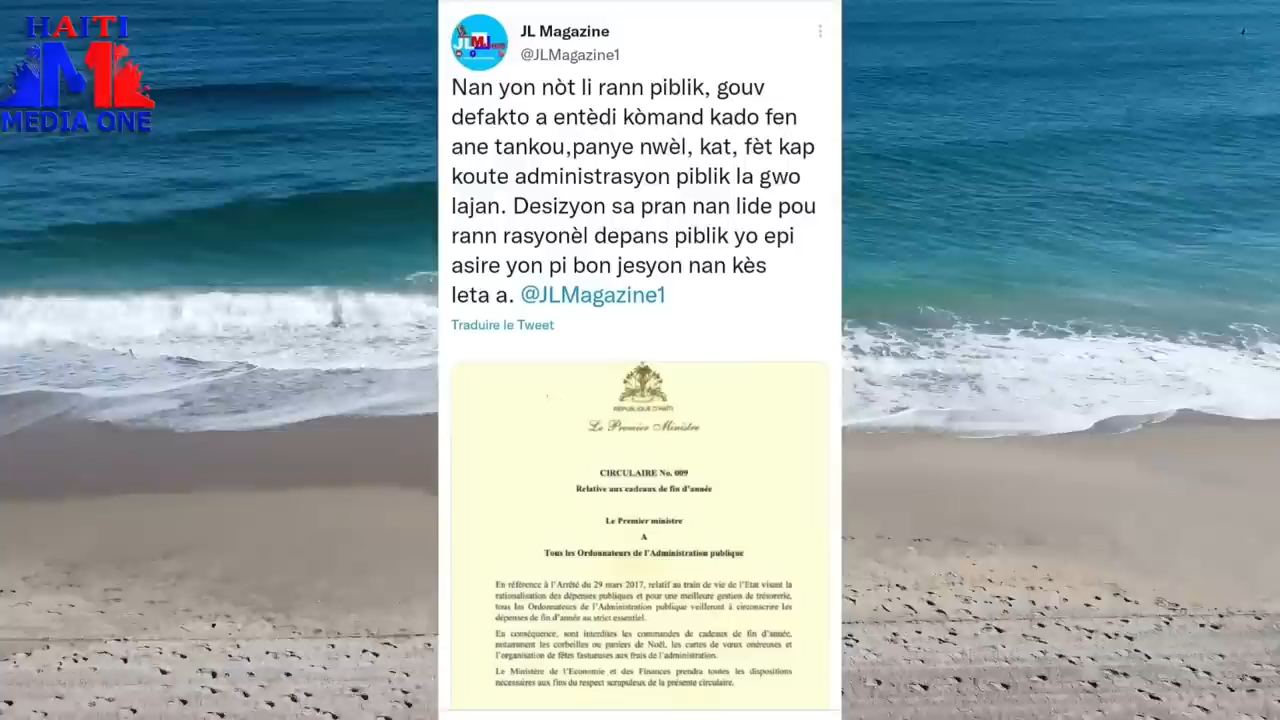 HAITI
MEDIA ONE
JL Magazine
@JLMagazine1
Nan yon nòt li rann piblik, gouv
defakto a entèdi kòmand kado fen
ane tankou,panye nwèl, kat, fèt kap
koute administrasyon piblik la gwo
lajan. Desizyon sa pran nan lide pou
rann rasyonèl depans piblik yo epi
asire yon pi bon jesyon nan kès
leta a. @JLMagazine1
Traduire le Tweet
REPUBLIQUE D'HAITI
Le Premier Ministre
CIRCULAIRE No. 009
Relative aux cadeaux de fin d'année
Le Premier ministre
A
Tous les Ordonnateurs de l'Administration publique
En référence à l'Arrêté du 29 mars 2017, relatif au train de vie de l'Etat visant la
rationalisation des dépenses publiques et pour une meilleure gestion de trésorerie,
tous les Ordonnateurs de l'Administration publique veilleront à circonscrire les
dépenses de fin d'année au strict essentiel.
En conséquence, sont interdites les commandes de cadeaux de fin d'année,
notamment les corbeilles ou paniers de Noël, les cartes de vœux onéreuses et
l'organisation de fêtes fastueuses aux frais de l'administration.
Le Ministère de l'Economie et des Finances prendra toutes les dispositions
nécessaires aux fins du respect scrupuleux de la présente circulaire.